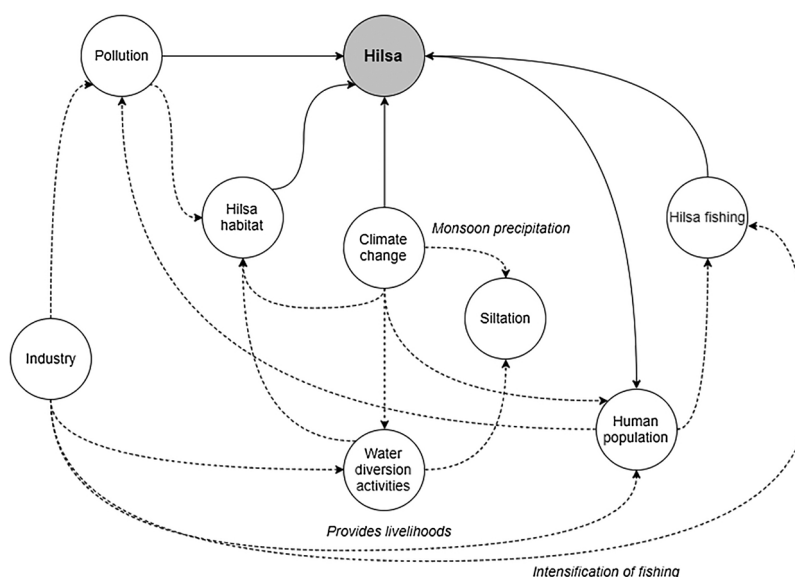 Pollution
Hilsa
Hilsa
habitat
Climate
change
Monsoon precipitation
Hilsa fishing
Siltation
Industry
Human
population
Water
diversion
activities
Provides livelihoods
Intensification of fishing